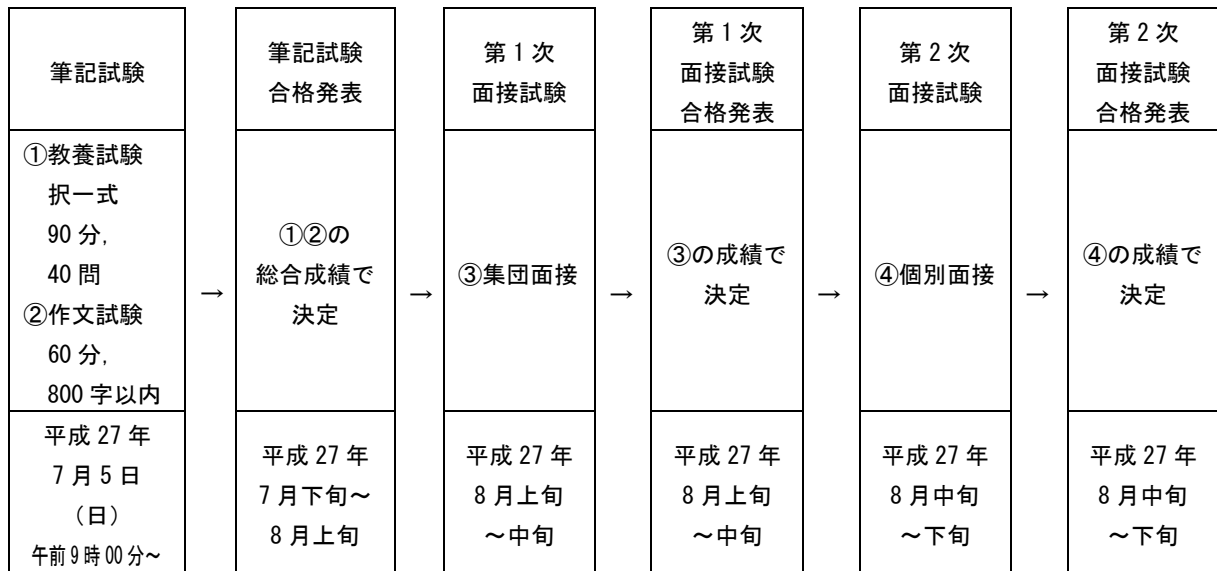 筆記試験
①教養試験
択一式
90分，
40問
②作文試験
60分，
800字以内
平成27年
7月5日
（日）
午前9時00分～
→
筆記試験
合格発表
①②の
総合成績で
決定
平成27年
7月下旬～
8月上旬
→
第1次
面接試験
③集団面接
平成27年
8月上旬
～中旬
→
第1次
面接試験
合格発表
③の成績で
決定
平成27年
8月上旬
～中旬
→
第2次
面接試験
④個別面接
平成27年
8月中旬
～下旬
→
第2次
面接試験
合格発表
④の成績で
決定
平成27年
8月中旬
～下旬